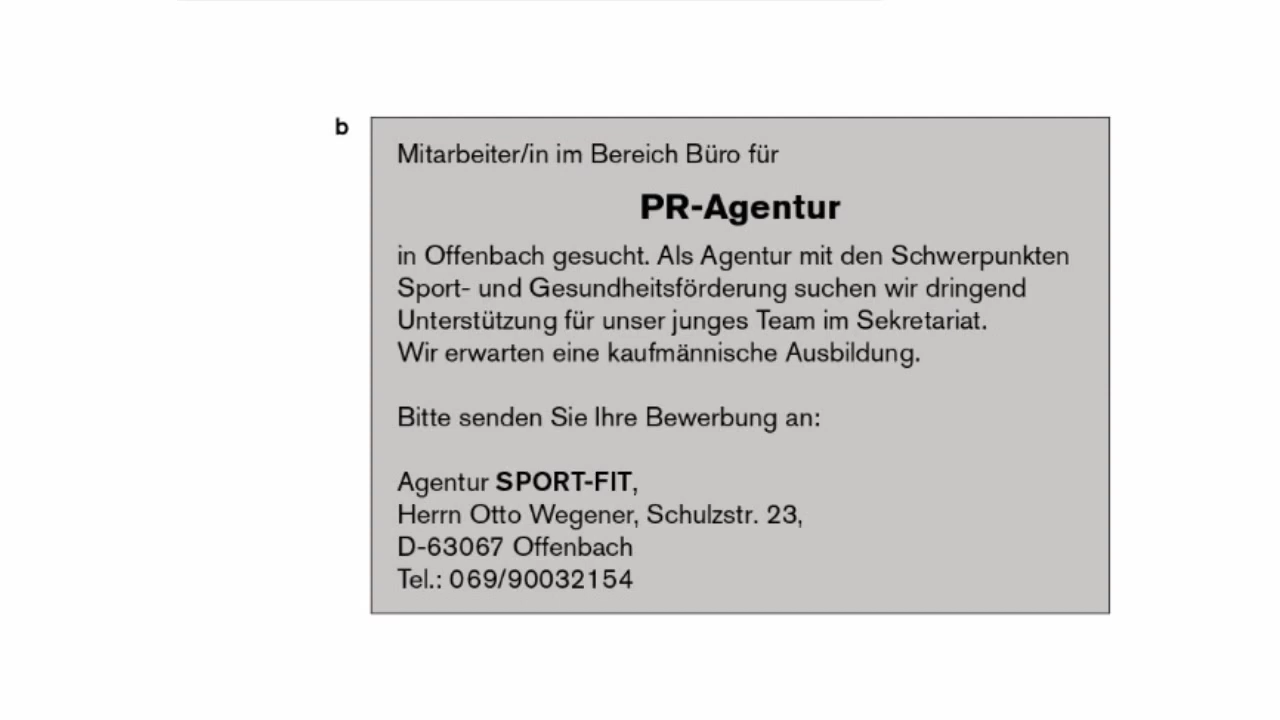 b
Mitarbeiter/in im Bereich Büro für
PR-Agentur
in Offenbach gesucht. Als Agentur mit den Schwerpunkten
Sport- und Gesundheitsförderung suchen wir dringend
Unterstützung für unser junges Team im Sekretariat.
Wir erwarten eine kaufmännische Ausbildung.
Bitte senden Sie Ihre Bewerbung an:
Agentur SPORT-FIT,
Herrn Otto Wegener, Schulzstr. 23,
D-63067 Offenbach
Tel.: 069/90032154